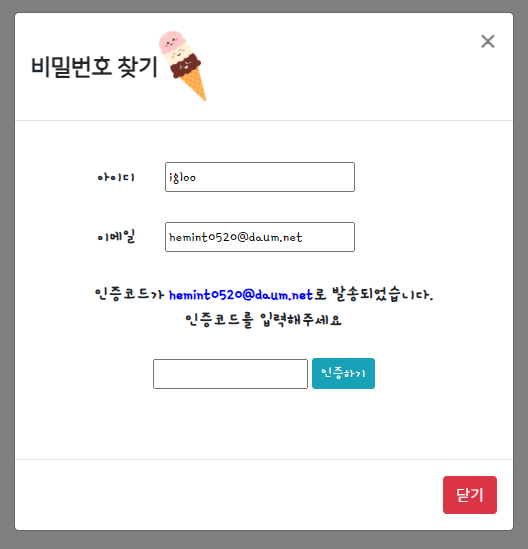 비밀번호 찾기
×
아이디 igloo
이메일 hemint0520@daum.net
인증코드가 hemint0520@daum.net로 발송되었습니다.
인증코드를 입력해주세요
인증하기
닫기